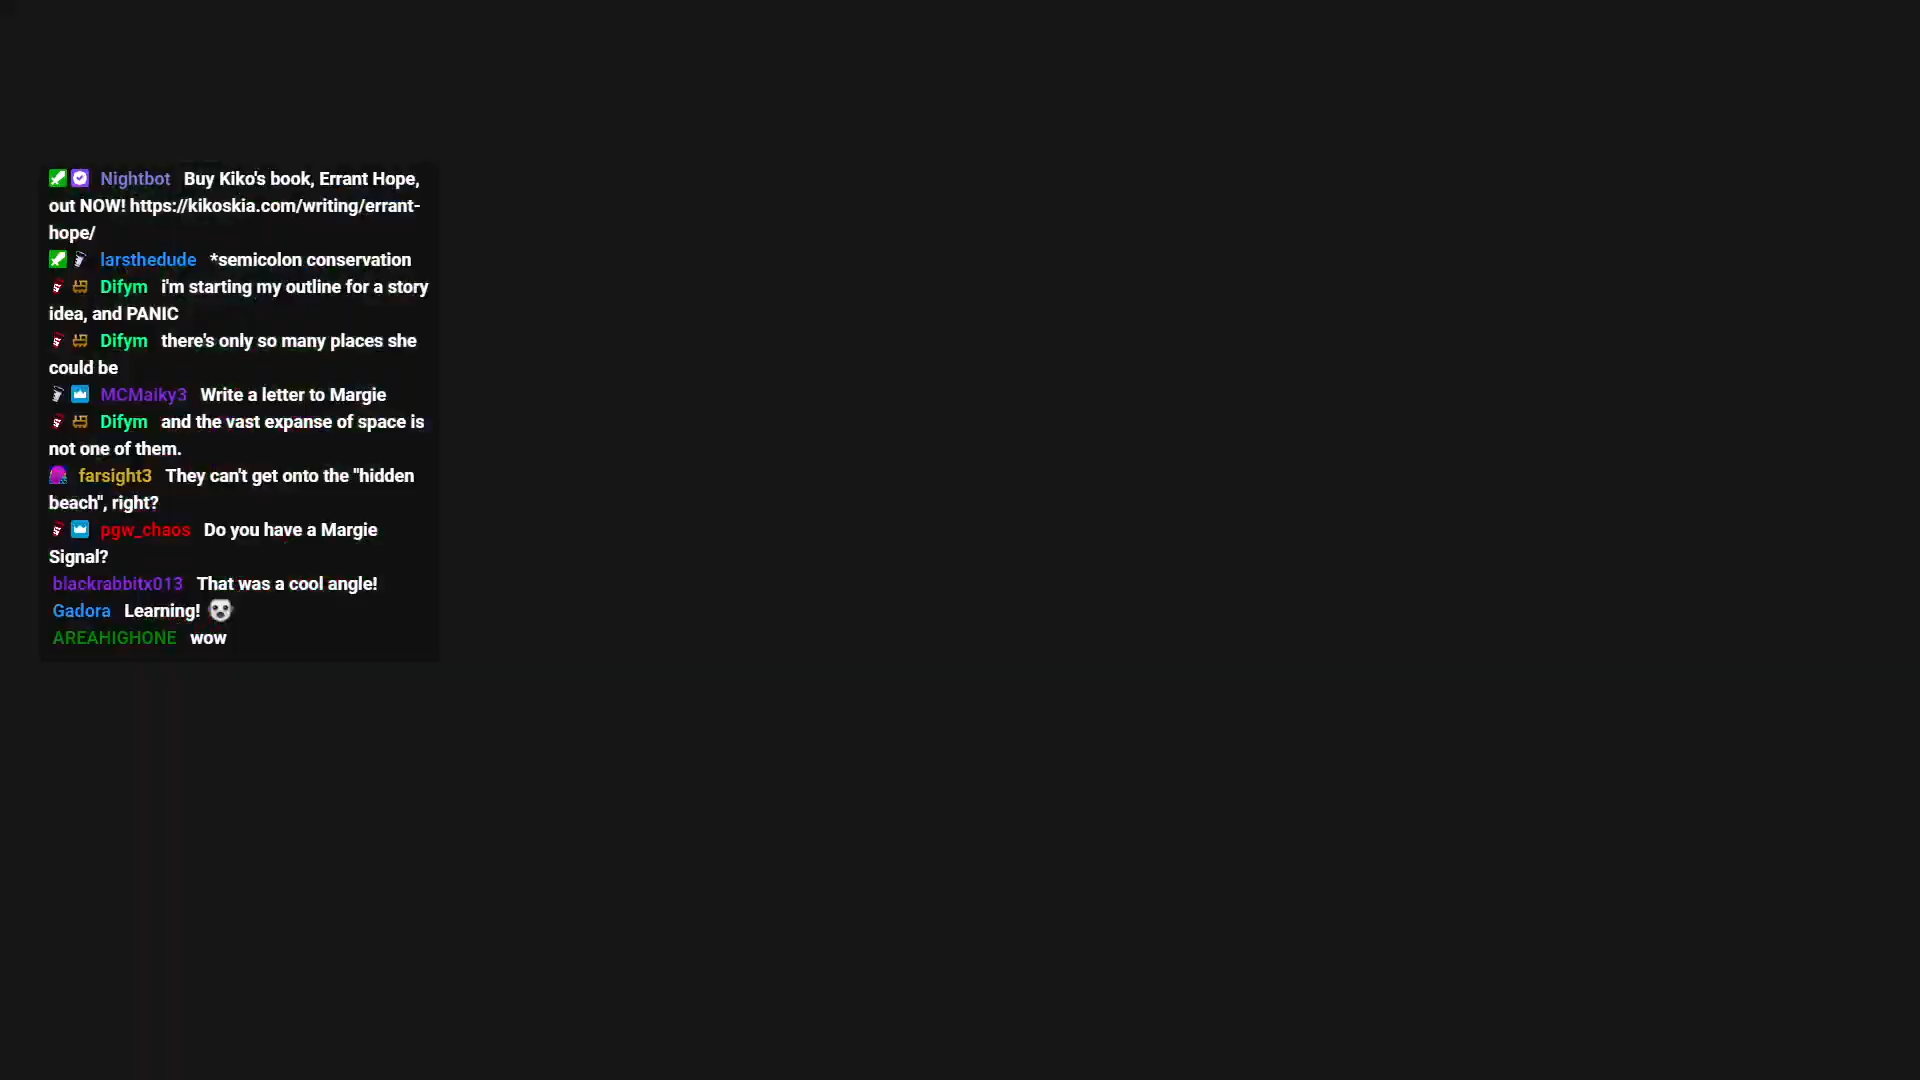 Nightbot Buy Kiko's book, Errant Hope,
out NOW! https://kikoskia.com/writing/errant-
hope/
larsthedude *semicolon conservation
Difym i'm starting my outline for a story
idea, and PANIC
Difym there's only so many places she
could be
MCMaiky3 Write a letter to Margie
Difym and the vast expanse of space is
not one of them.
farsight3 They can't get onto the "hidden
beach", right?
pgw_chaos Do you have a Margie
Signal?
blackrabbitx013 That was a cool angle!
Gadora Learning!
AREAHIGHONE wow